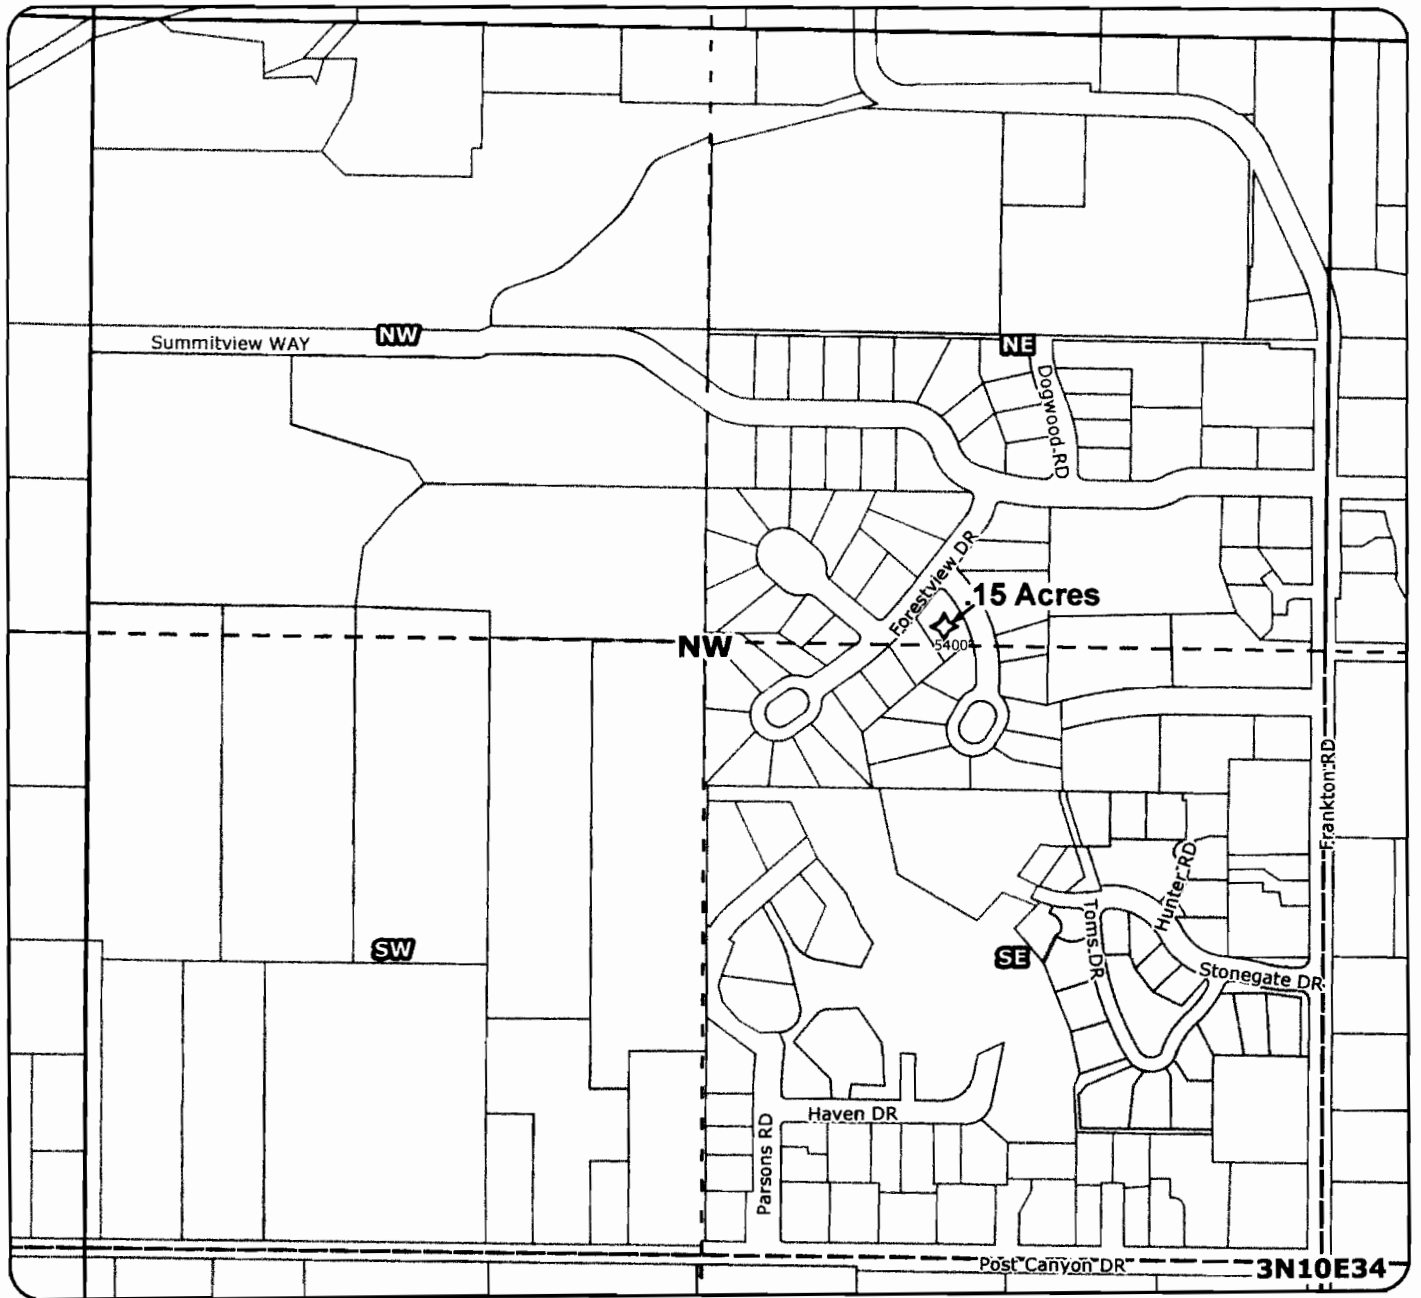 Summitview WAY
NW
NE
Dogwood RD
Forestview DR
.15 Acres
5400
NW
Frankton RD
Hunter RD
SW
Toms DR
SE
Stonegate DR
Haven DR
Parsons RD
Post Canyon DR
3N10E34